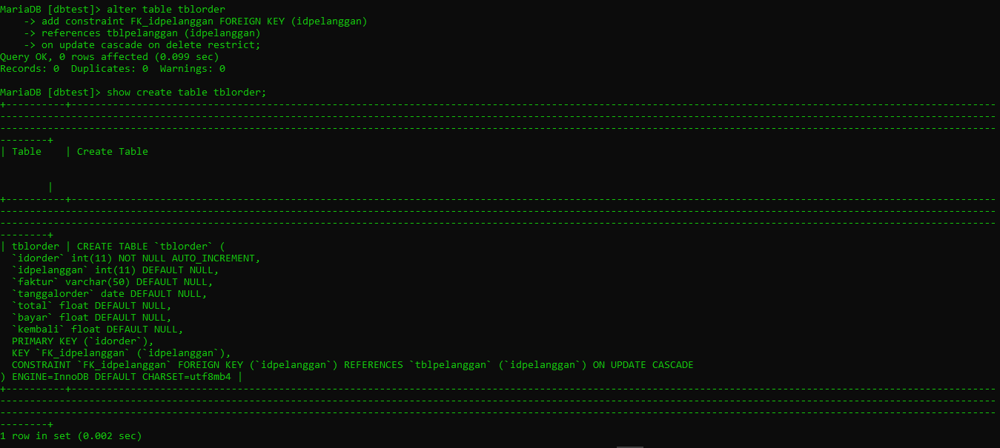 MariaDB [dbtest]> alter table tblorder
    -> add constraint FK_idpelanggan FOREIGN KEY (idpelanggan)
    -> references tblpelanggan (idpelanggan)
    -> on update cascade on delete restrict;
Query OK, 0 rows affected (0.099 sec)
Records: 0  Duplicates: 0  Warnings: 0

MariaDB [dbtest]> show create table tblorder;
| Table    | Create Table
|
| tblorder | CREATE TABLE `tblorder` (
  `idorder` int(11) NOT NULL AUTO_INCREMENT,
  `idpelanggan` int(11) DEFAULT NULL,
  `faktur` varchar(50) DEFAULT NULL,
  `tanggalorder` date DEFAULT NULL,
  `total` float DEFAULT NULL,
  `bayar` float DEFAULT NULL,
  `kembali` float DEFAULT NULL,
  PRIMARY KEY (`idorder`),
  KEY `FK_idpelanggan` (`idpelanggan`),
  CONSTRAINT `FK_idpelanggan` FOREIGN KEY (`idpelanggan`) REFERENCES `tblpelanggan` (`idpelanggan`) ON UPDATE CASCADE
) ENGINE=InnoDB DEFAULT CHARSET=utf8mb4 |
1 row in set (0.002 sec)